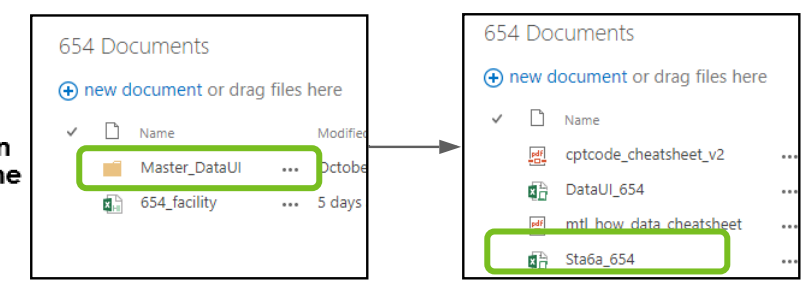 654 Documents
new document or drag files here
Name Modified
Master_DataUI ... October
654_facility ... 5 days
654 Documents
new document or drag files here
Name
cptcode_cheatsheet_v2 ...
DataUI_654 ...
mtl_how_data_cheatsheet ...
Sta6a_654 ...